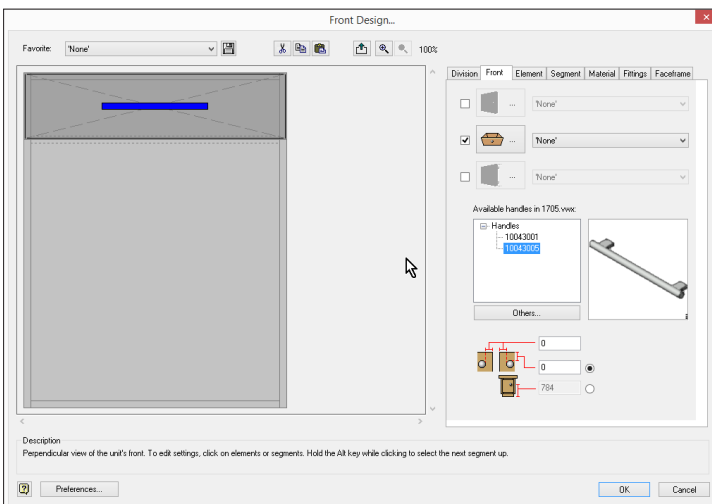 Front Design...
Favorite: 'None' 100%
Division Front Element Segment Material Fittings Faceframe
... 'None'
... 'None'
... 'None'
Available handles in 1705.vwx:
Handles
10043001
10043005
Others...
0
0
784
Description
Perpendicular view of the unit's front. To edit settings, click on elements or segments. Hold the Alt key while clicking to select the next segment up.
? Preferences... OK Cancel